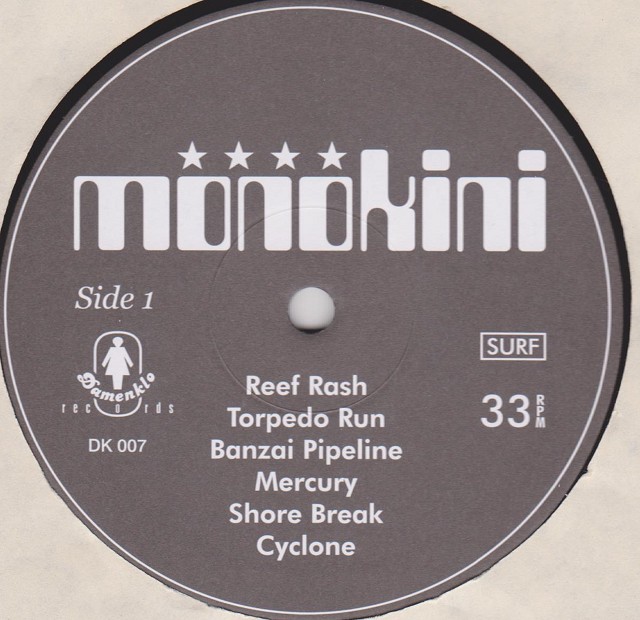 monokini
Side 1
SURF
Damenklo
records
DK 007
33 RPM
Reef Rash
Torpedo Run
Banzai Pipeline
Mercury
Shore Break
Cyclone